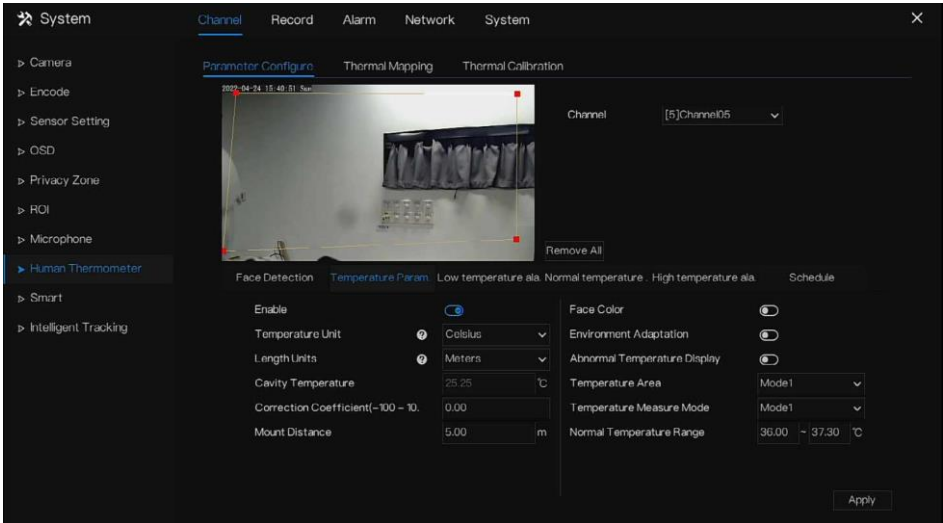 System Channel Record Alarm Network System
Camera
Encode
Sensor Setting
OSD
Privacy Zone
ROI
Microphone
Human Thermometer
Smart
Intelligent Tracking
Parameter Configure Thermal Mapping Thermal Calibration
2022-04-24 15:40:51 Sun
Channel [5]Channel05
Remove All
Face Detection Temperature Param. Low temperature ala. Normal temperature . High temperature ala. Schedule
Enable
Temperature Unit Celsius
Length Units Meters
Cavity Temperature 25.25 ℃
Correction Coefficient(-100 – 10. 0.00
Mount Distance 5.00 m
Face Color
Environment Adaptation
Abnormal Temperature Display
Temperature Area Mode1
Temperature Measure Mode Mode1
Normal Temperature Range 36.00 ~ 37.30 ℃
Apply